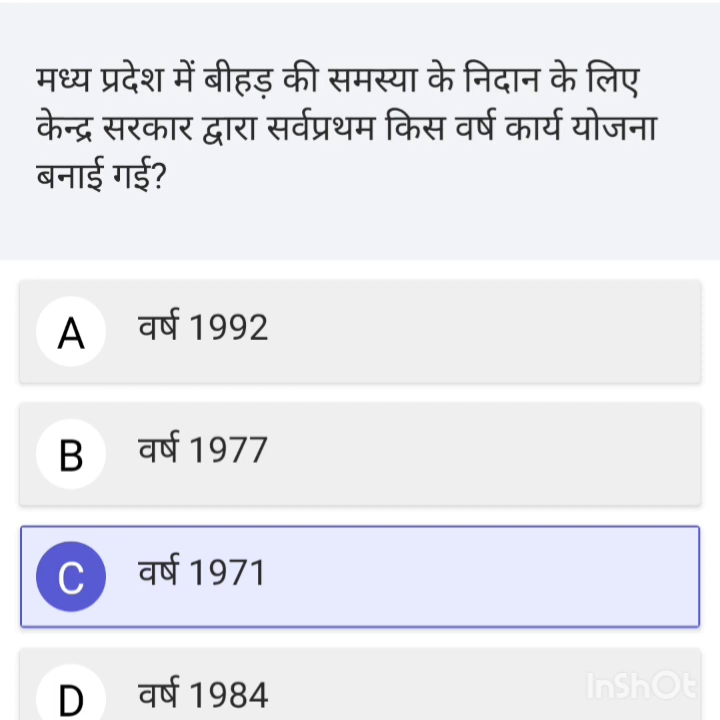 मध्य प्रदेश में बीहड़ की समस्या के निदान के लिए
केन्द्र सरकार द्वारा सर्वप्रथम किस वर्ष कार्य योजना
बनाई गई?
A वर्ष 1992
B वर्ष 1977
C वर्ष 1971
D वर्ष 1984
InShOt